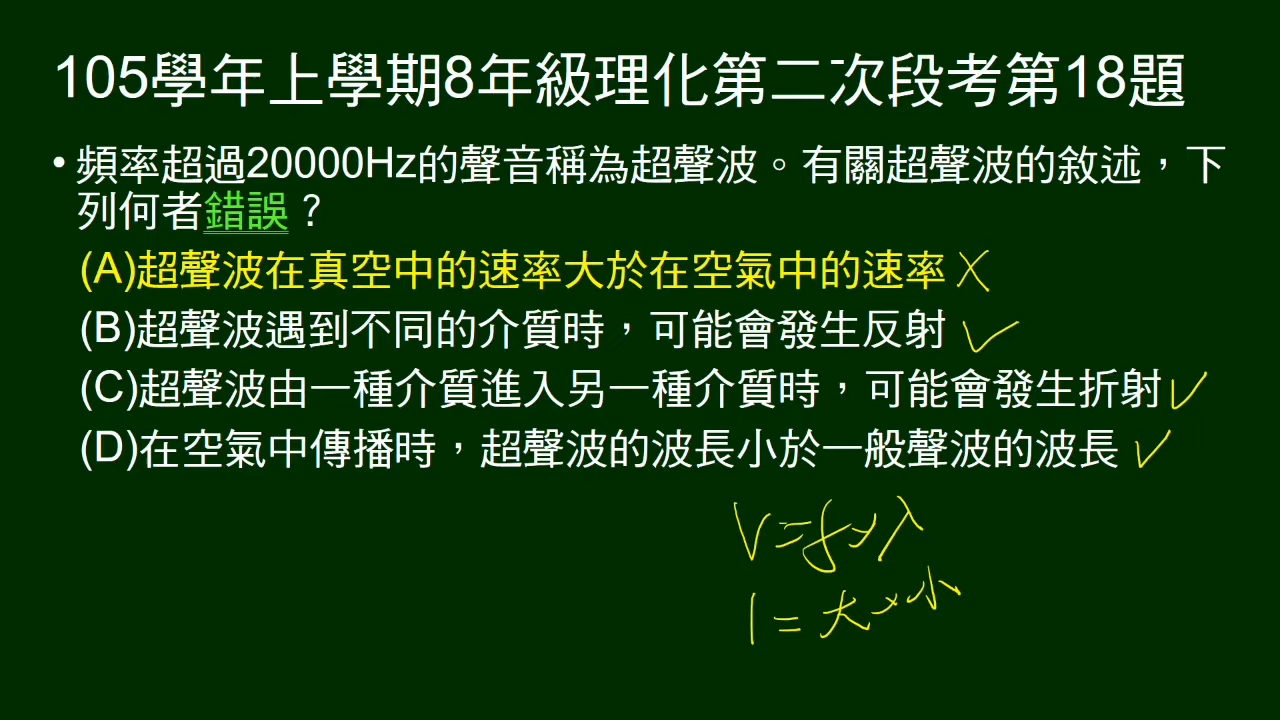 105學年上學期8年級理化第二次段考第18題
• 頻率超過20000Hz的聲音稱為超聲波。有關超聲波的敘述，下
列何者錯誤？
(A)超聲波在真空中的速率大於在空氣中的速率 ✗
(B)超聲波遇到不同的介質時，可能會發生反射 ✓
(C)超聲波由一種介質進入另一種介質時，可能會發生折射 ✓
(D)在空氣中傳播時，超聲波的波長小於一般聲波的波長 ✓
V=f×λ
1=大×小